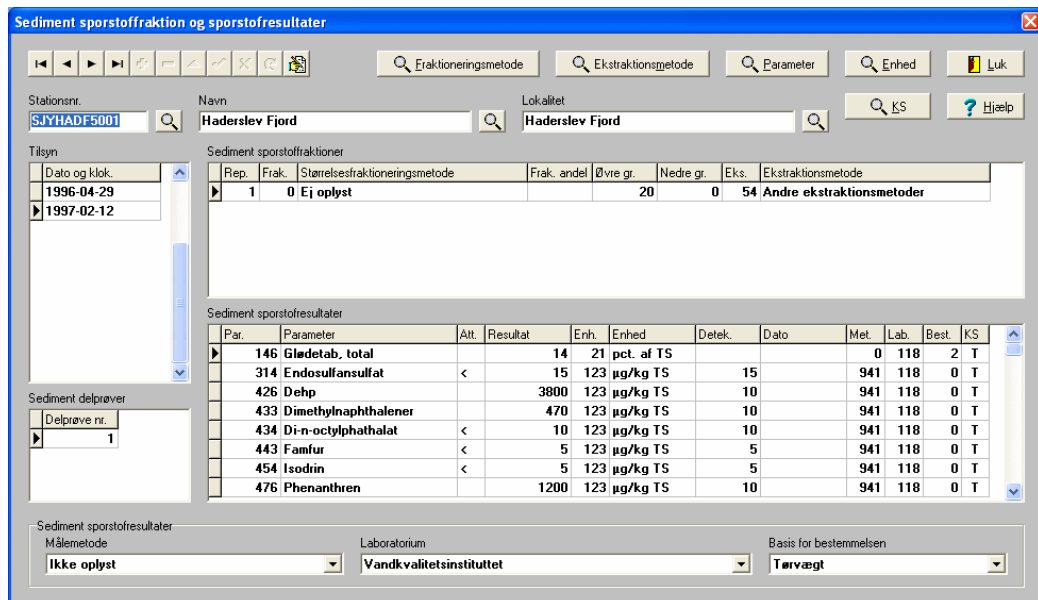 Sediment sporstoffraktion og sporstofresultater
Fraktioneringsmetode Ekstraktionsmetode Parameter Enhed Luk
Stationsnr. Navn Lokalitet KS Hjælp
SJYHADF5001 Haderslev Fjord Haderslev Fjord
Tilsyn
Dato og klok.
1996-04-29
1997-02-12
Sediment sporstoffraktioner
Rep. Frak. Størrelsesfraktioneringsmetode Frak. andel Øvre gr. Nedre gr. Eks. Ekstraktionsmetode
1 0 Ej oplyst 20 0 54 Andre ekstraktionsmetoder
Sediment sporstofresultater
Par. Parameter Att. Resultat Enh. Enhed Detek. Dato Met. Lab. Best. KS
146 Glødetab, total 14 21 pct. af TS 0 118 2 T
314 Endosulfansulfat < 15 123 µg/kg TS 15 941 118 0 T
426 Dehp 3800 123 µg/kg TS 10 941 118 0 T
433 Dimethylnaphthalener 470 123 µg/kg TS 10 941 118 0 T
434 Di-n-octylphathalat < 10 123 µg/kg TS 10 941 118 0 T
443 Famfur < 5 123 µg/kg TS 5 941 118 0 T
454 Isodrin < 5 123 µg/kg TS 5 941 118 0 T
476 Phenanthren 1200 123 µg/kg TS 10 941 118 0 T
Sediment delprøver
Delprøve nr.
1
Sediment sporstofresultater
Målemetode Laboratorium Basis for bestemmelsen
Ikke oplyst Vandkvalitetsinstituttet Tørvægt